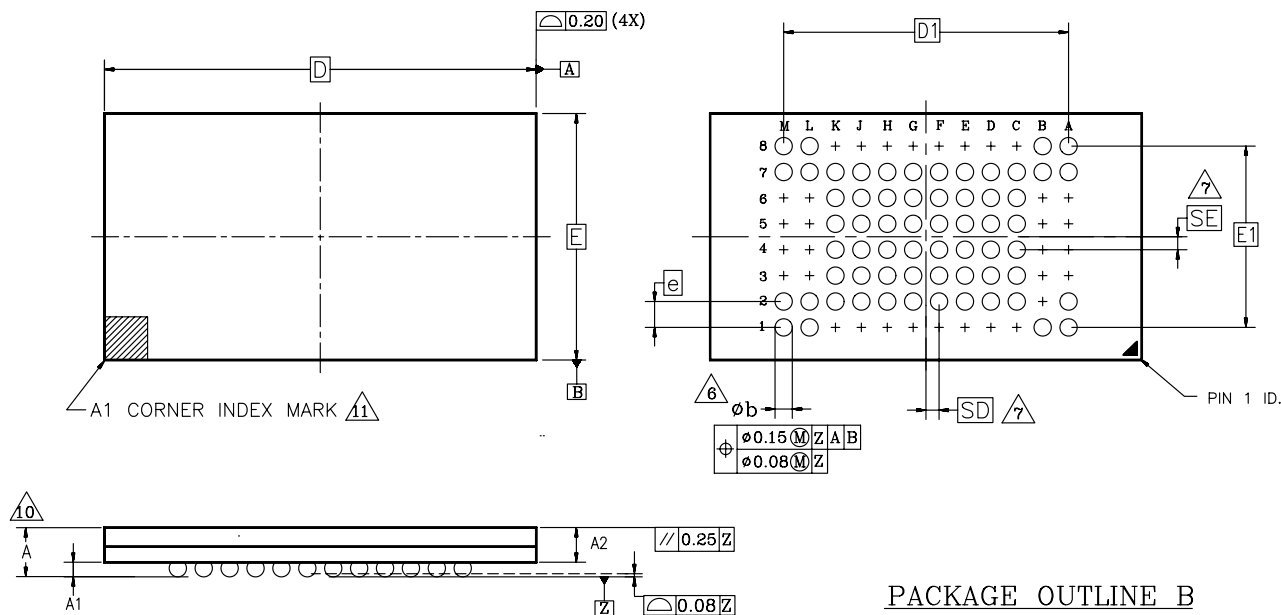 ⌓ 0.20 (4X)
D
A
E
B
A1 CORNER INDEX MARK 11
D1
M L K J H G F E D C B A
8
7
6
5
4
3
2
1
7
SE
E1
e
6
øb
SD 7
PIN 1 ID.
⌖ ø0.15 Ⓜ Z A B
ø0.08 Ⓜ Z
10
A
A1
A2
// 0.25 Z
Z
⌓ 0.08 Z
PACKAGE OUTLINE B